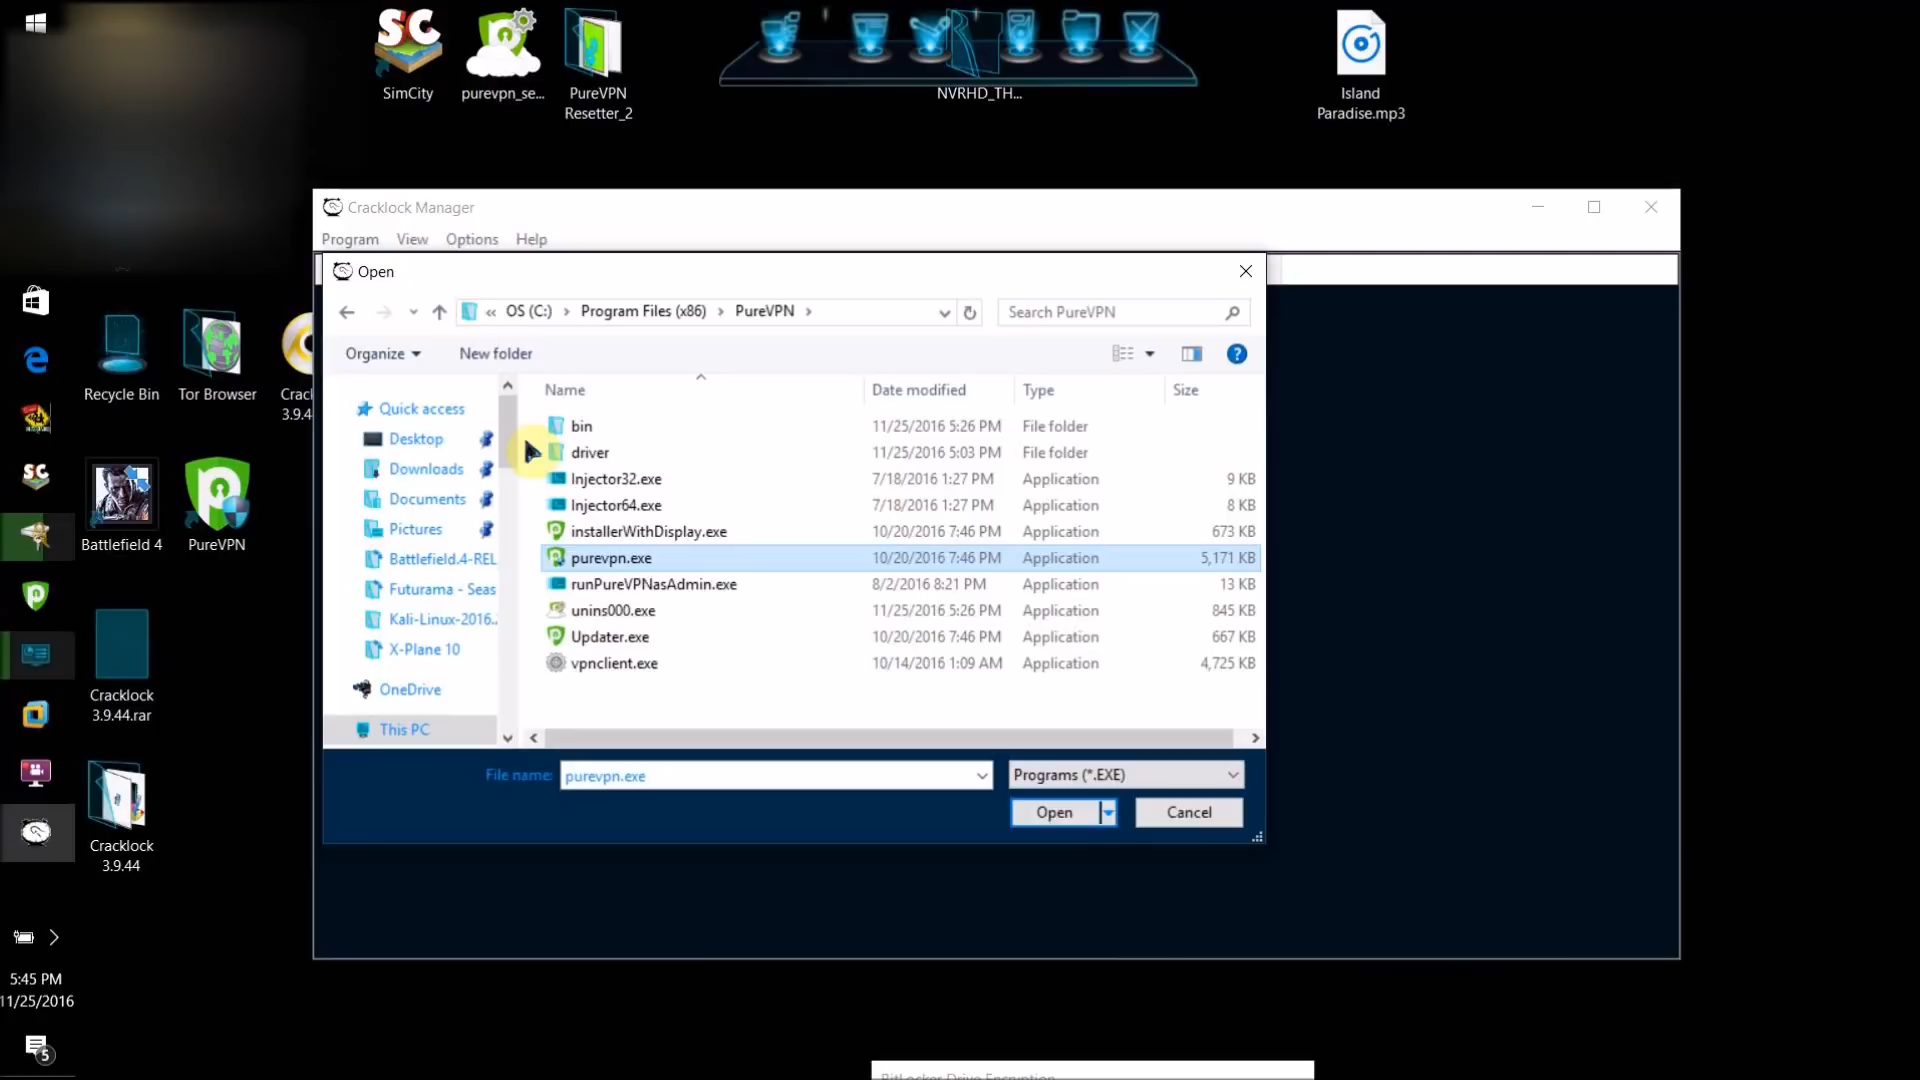 SimCity
purevpn_se...
PureVPN
Resetter_2
NVRHD_TH...
Island
Paradise.mp3
Cracklock Manager
Program View Options Help
Open
« OS (C:) › Program Files (x86) › PureVPN ›
Search PureVPN
Organize
New folder
Name Date modified Type Size
Quick access
Desktop
Downloads
Documents
Pictures
Battlefield.4-REL
Futurama - Seas
Kali-Linux-2016.
X-Plane 10
OneDrive
This PC
bin 11/25/2016 5:26 PM File folder
driver 11/25/2016 5:03 PM File folder
Injector32.exe 7/18/2016 1:27 PM Application 9 KB
Injector64.exe 7/18/2016 1:27 PM Application 8 KB
installerWithDisplay.exe 10/20/2016 7:46 PM Application 673 KB
purevpn.exe 10/20/2016 7:46 PM Application 5,171 KB
runPureVPNasAdmin.exe 8/2/2016 8:21 PM Application 13 KB
unins000.exe 11/25/2016 5:26 PM Application 845 KB
Updater.exe 10/20/2016 7:46 PM Application 667 KB
vpnclient.exe 10/14/2016 1:09 AM Application 4,725 KB
File name: purevpn.exe
Programs (*.EXE)
Open
Cancel
Recycle Bin
Tor Browser
Crac
3.9.4
Battlefield 4
PureVPN
Cracklock
3.9.44.rar
Cracklock
3.9.44
5:45 PM
11/25/2016
5
BitLocker Drive Encryption